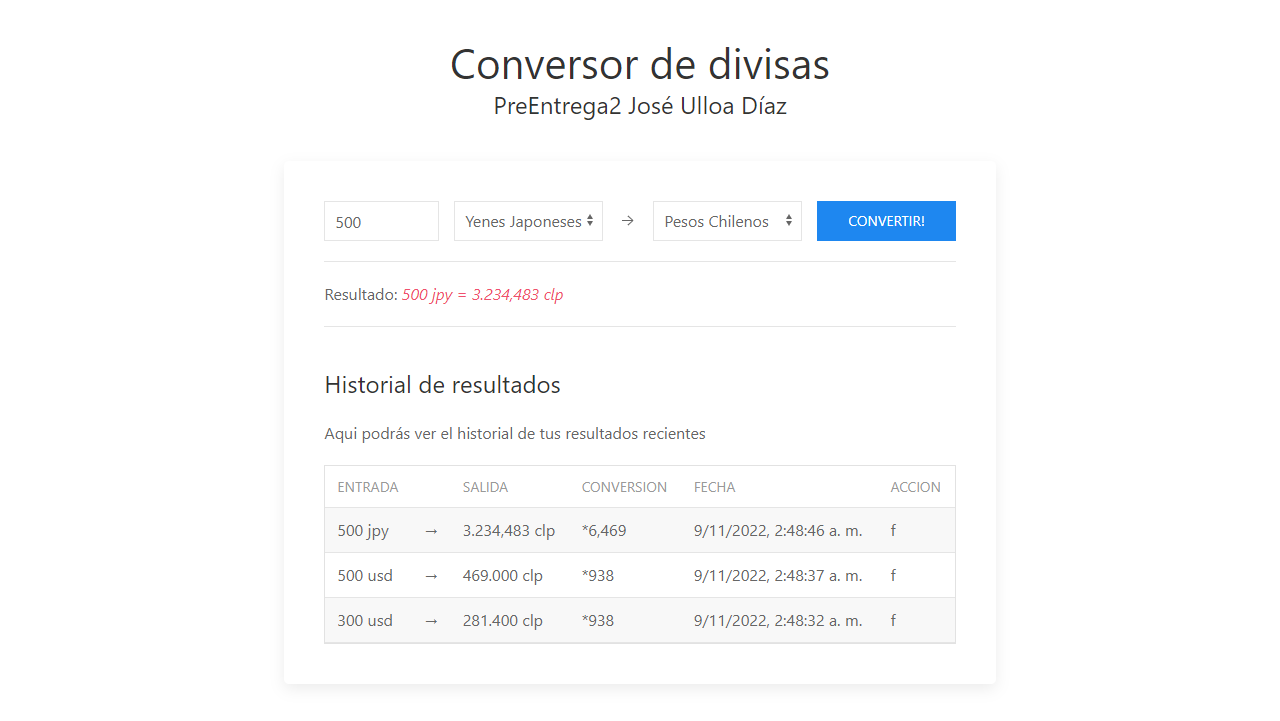 Conversor de divisas
PreEntrega2 José Ulloa Díaz
500 Yenes Japoneses → Pesos Chilenos CONVERTIR!
Resultado: 500 jpy = 3.234,483 clp
Historial de resultados
Aqui podrás ver el historial de tus resultados recientes
ENTRADA SALIDA CONVERSION FECHA ACCION
500 jpy → 3.234,483 clp *6,469 9/11/2022, 2:48:46 a. m. f
500 usd → 469.000 clp *938 9/11/2022, 2:48:37 a. m. f
300 usd → 281.400 clp *938 9/11/2022, 2:48:32 a. m. f